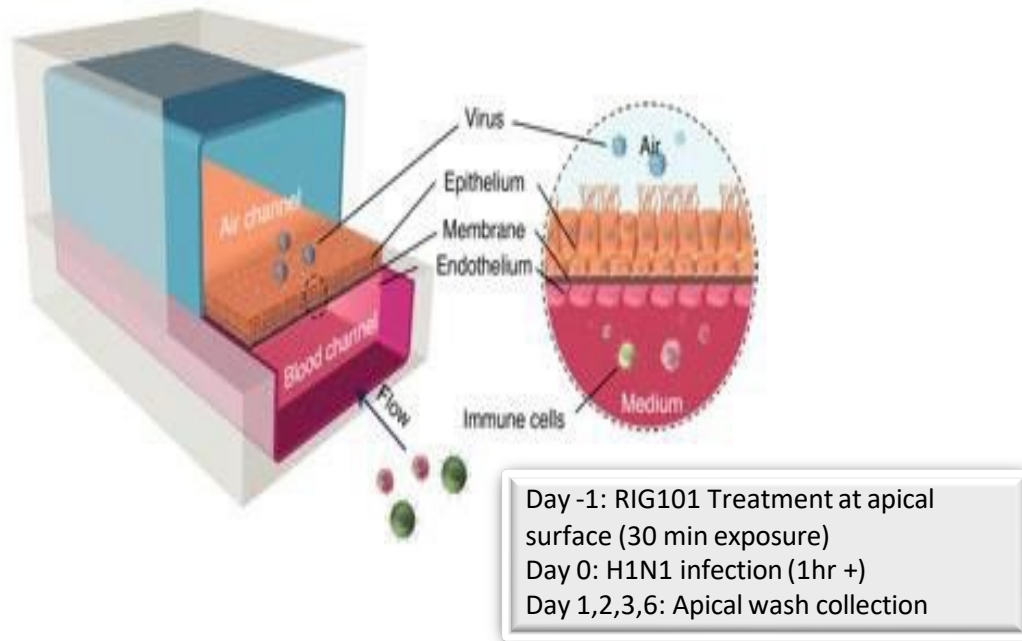 Virus
Air
Epithelium
Air channel
Membrane
Endothelium
Blood channel
Flow
Medium
Immune cells
Day -1: RIG101 Treatment at apical
surface (30 min exposure)
Day 0: H1N1 infection (1hr +)
Day 1,2,3,6: Apical wash collection